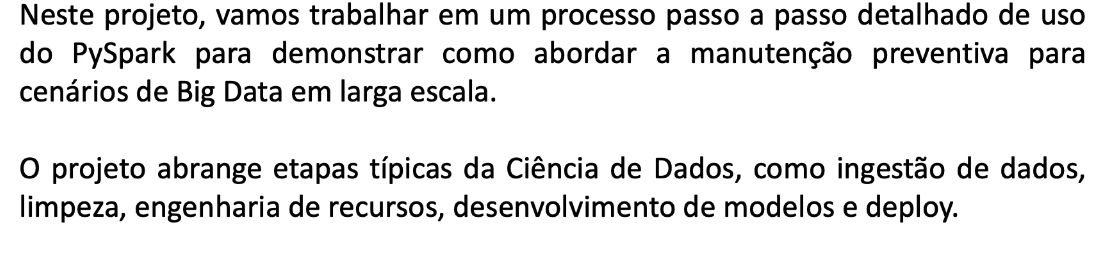 Neste projeto, vamos trabalhar em um processo passo a passo detalhado de uso
do PySpark para demonstrar como abordar a manutenção preventiva para
cenários de Big Data em larga escala.
O projeto abrange etapas típicas da Ciência de Dados, como ingestão de dados,
limpeza, engenharia de recursos, desenvolvimento de modelos e deploy.